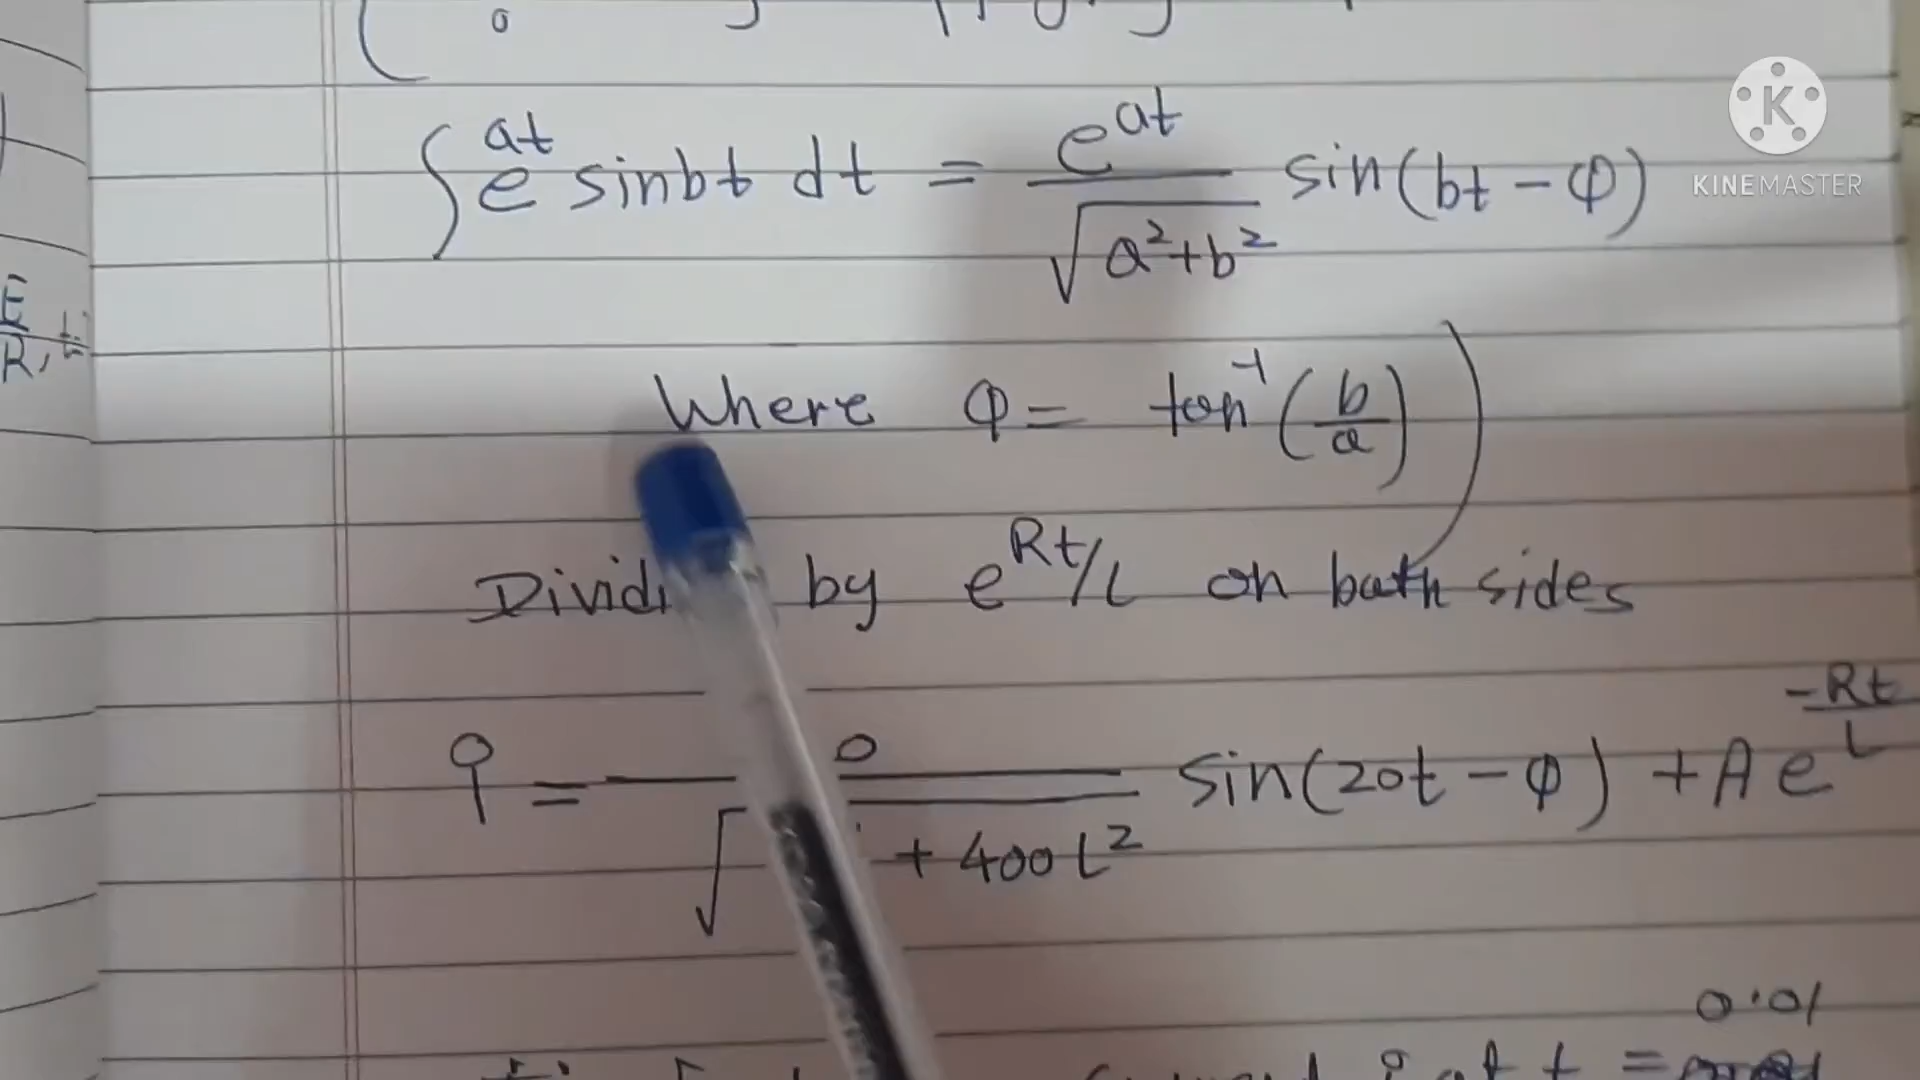 ∫ e^{at} sinbt dt = e^{at} / √(a²+b²) sin(bt - φ)
KINEMASTER
E/R, t
Where φ = tan⁻¹(b/a) )
by e^{Rt/L} on both sides
i = / √ + 400L² sin(20t - φ) + A e^{-Rt/L}
0.01
i at t =